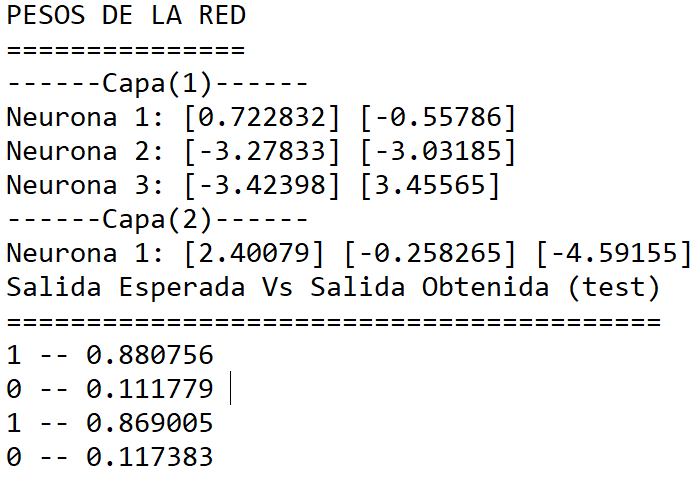 PESOS DE LA RED
===============
------Capa(1)------
Neurona 1: [0.722832] [-0.55786]
Neurona 2: [-3.27833] [-3.03185]
Neurona 3: [-3.42398] [3.45565]
------Capa(2)------
Neurona 1: [2.40079] [-0.258265] [-4.59155]
Salida Esperada Vs Salida Obtenida (test)
=========================================
1 -- 0.880756
0 -- 0.111779
1 -- 0.869005
0 -- 0.117383